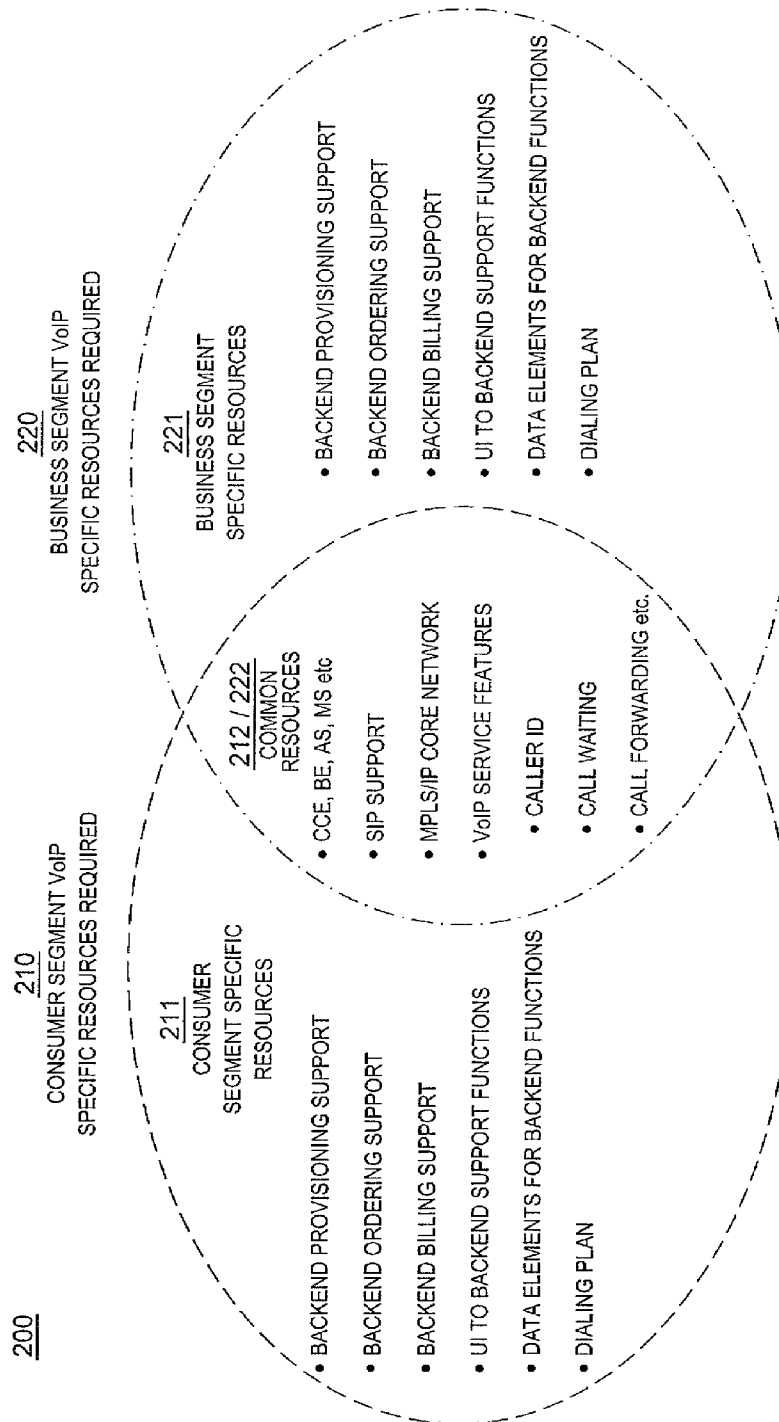 200
210
CONSUMER SEGMENT VoIP
SPECIFIC RESOURCES REQUIRED
220
BUSINESS SEGMENT VoIP
SPECIFIC RESOURCES REQUIRED
211
CONSUMER
SEGMENT SPECIFIC
RESOURCES
• BACKEND PROVISIONING SUPPORT
• BACKEND ORDERING SUPPORT
• BACKEND BILLING SUPPORT
• UI TO BACKEND SUPPORT FUNCTIONS
• DATA ELEMENTS FOR BACKEND FUNCTIONS
• DIALING PLAN
212 / 222
COMMON
RESOURCES
• CCE, BE, AS, MS etc
• SIP SUPPORT
• MPLS/IP CORE NETWORK
• VoIP SERVICE FEATURES
• CALLER ID
• CALL WAITING
• CALL FORWARDING etc.
221
BUSINESS SEGMENT
SPECIFIC RESOURCES
• BACKEND PROVISIONING SUPPORT
• BACKEND ORDERING SUPPORT
• BACKEND BILLING SUPPORT
• UI TO BACKEND SUPPORT FUNCTIONS
• DATA ELEMENTS FOR BACKEND FUNCTIONS
• DIALING PLAN